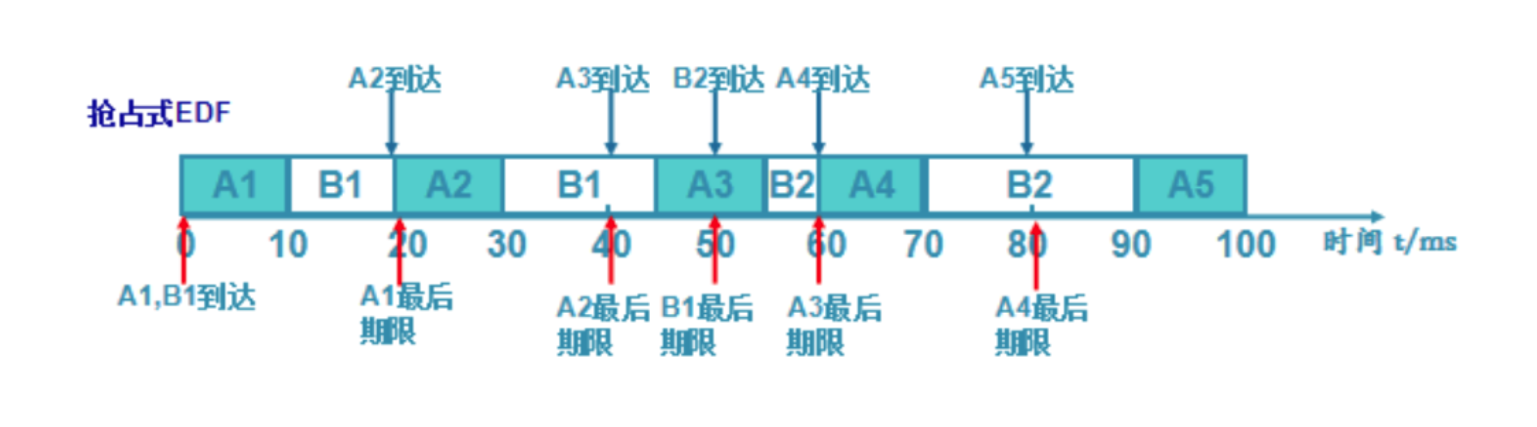 A2到达 A3到达 B2到达 A4到达 A5到达
抢占式EDF
A1 B1 A2 B1 A3 B2 A4 B2 A5
0 10 20 30 40 50 60 70 80 90 100 时间 t/ms
A1,B1到达 A1最后期限 A2最后期限 B1最后期限 A3最后期限 A4最后期限